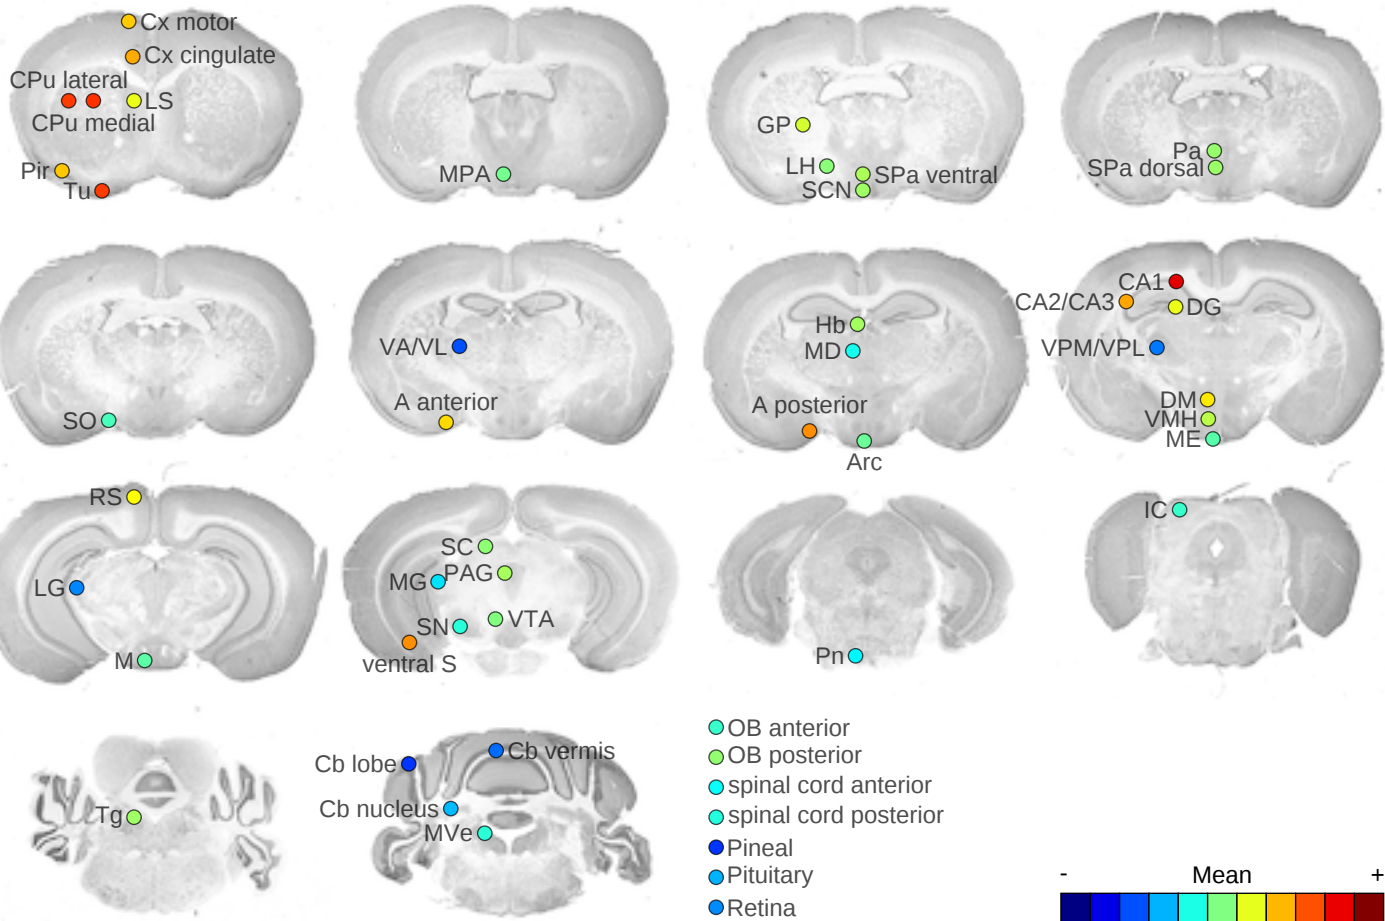 Cx motor
Cx cingulate
CPu lateral
LS
CPu medial
Pir
Tu
MPA
GP
LH
SPa ventral
SCN
Pa
SPa dorsal
SO
VA/VL
A anterior
Hb
MD
A posterior
Arc
CA1
CA2/CA3
DG
VPM/VPL
DM
VMH
ME
RS
LG
M
SC
MG
PAG
SN
VTA
ventral S
Pn
IC
Tg
Cb lobe
Cb vermis
Cb nucleus
MVe
OB anterior
OB posterior
spinal cord anterior
spinal cord posterior
Pineal
Pituitary
Retina
- Mean +